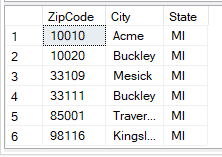 ZipCode City State
1 10010 Acme MI
2 10020 Buckley MI
3 33109 Mesick MI
4 33111 Buckley MI
5 85001 Traver... MI
6 98116 Kingsl... MI